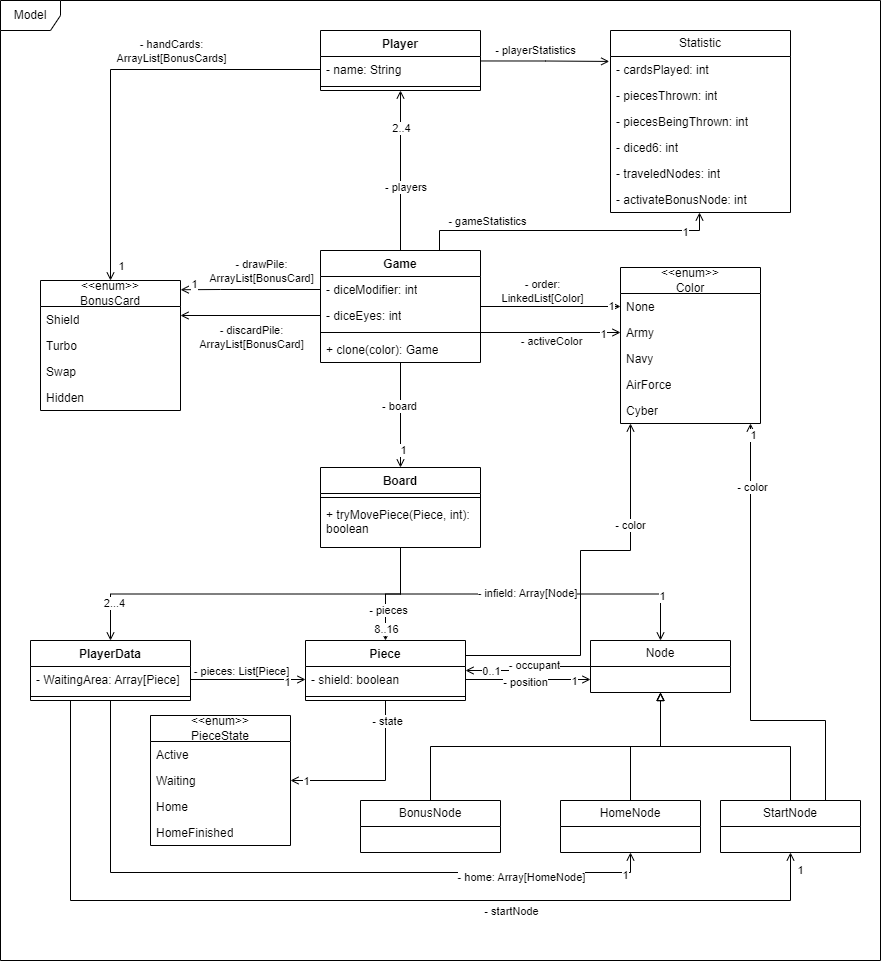 Model
- handCards:
ArrayList[BonusCards]
Player
- name: String
- playerStatistics
Statistic
- cardsPlayed: int
- piecesThrown: int
- piecesBeingThrown: int
- diced6: int
- traveledNodes: int
- activateBonusNode: int
2..4
- players
- gameStatistics
1
1
<<enum>>
BonusCard
Shield
Turbo
Swap
Hidden
1
- drawPile:
ArrayList[BonusCard]
- discardPile:
ArrayList[BonusCard]
Game
- diceModifier: int
- diceEyes: int
+ clone(color): Game
- order:
LinkedList[Color]
1
- activeColor
1
<<enum>>
Color
None
Army
Navy
AirForce
Cyber
- board
1
1
- color
Board
+ tryMovePiece(Piece, int):
boolean
- color
2...4
- pieces
8..16
- infield: Array[Node]
1
PlayerData
- WaitingArea: Array[Piece]
- pieces: List[Piece]
1
Piece
- shield: boolean
0..1
- occupant
- position
1
Node
<<enum>>
PieceState
Active
Waiting
Home
HomeFinished
- state
1
BonusNode
HomeNode
StartNode
- home: Array[HomeNode]
1
1
- startNode